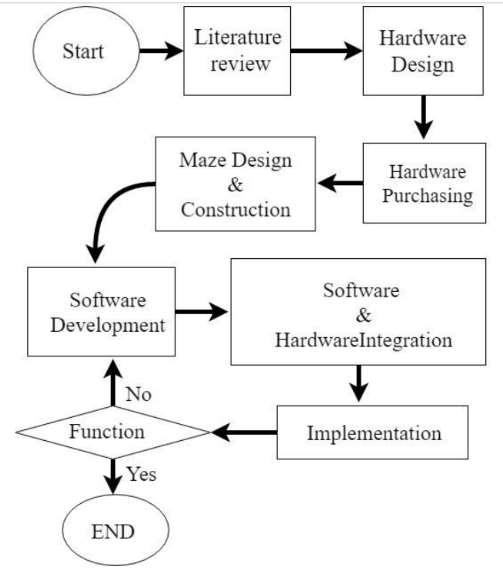 Start
Literature
review
Hardware
Design
Hardware
Purchasing
Maze Design
&
Construction
Software
Development
Software
&
HardwareIntegration
Implementation
Function
No
Yes
END